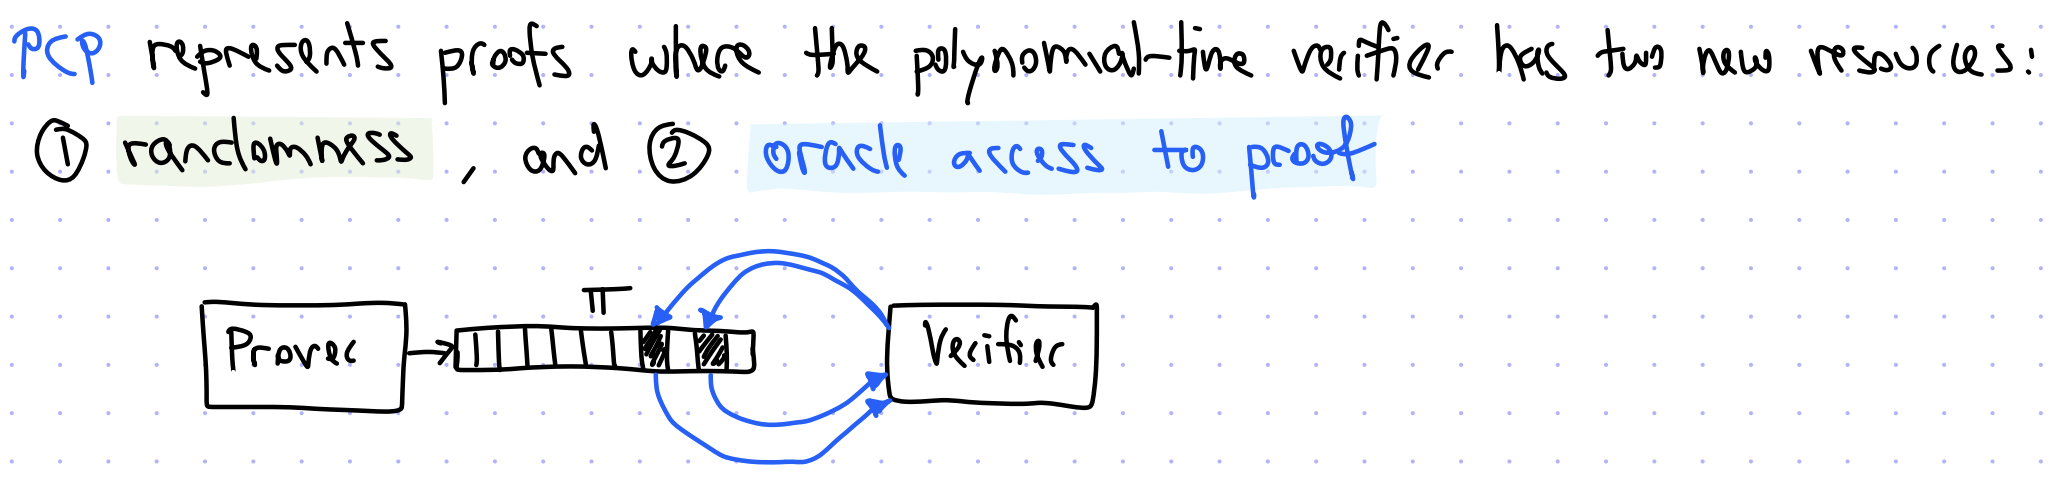 PCP represents proofs where the polynomial-time verifier has two new resources:
① randomness, and ② oracle access to proof
π
Prover
Verifier